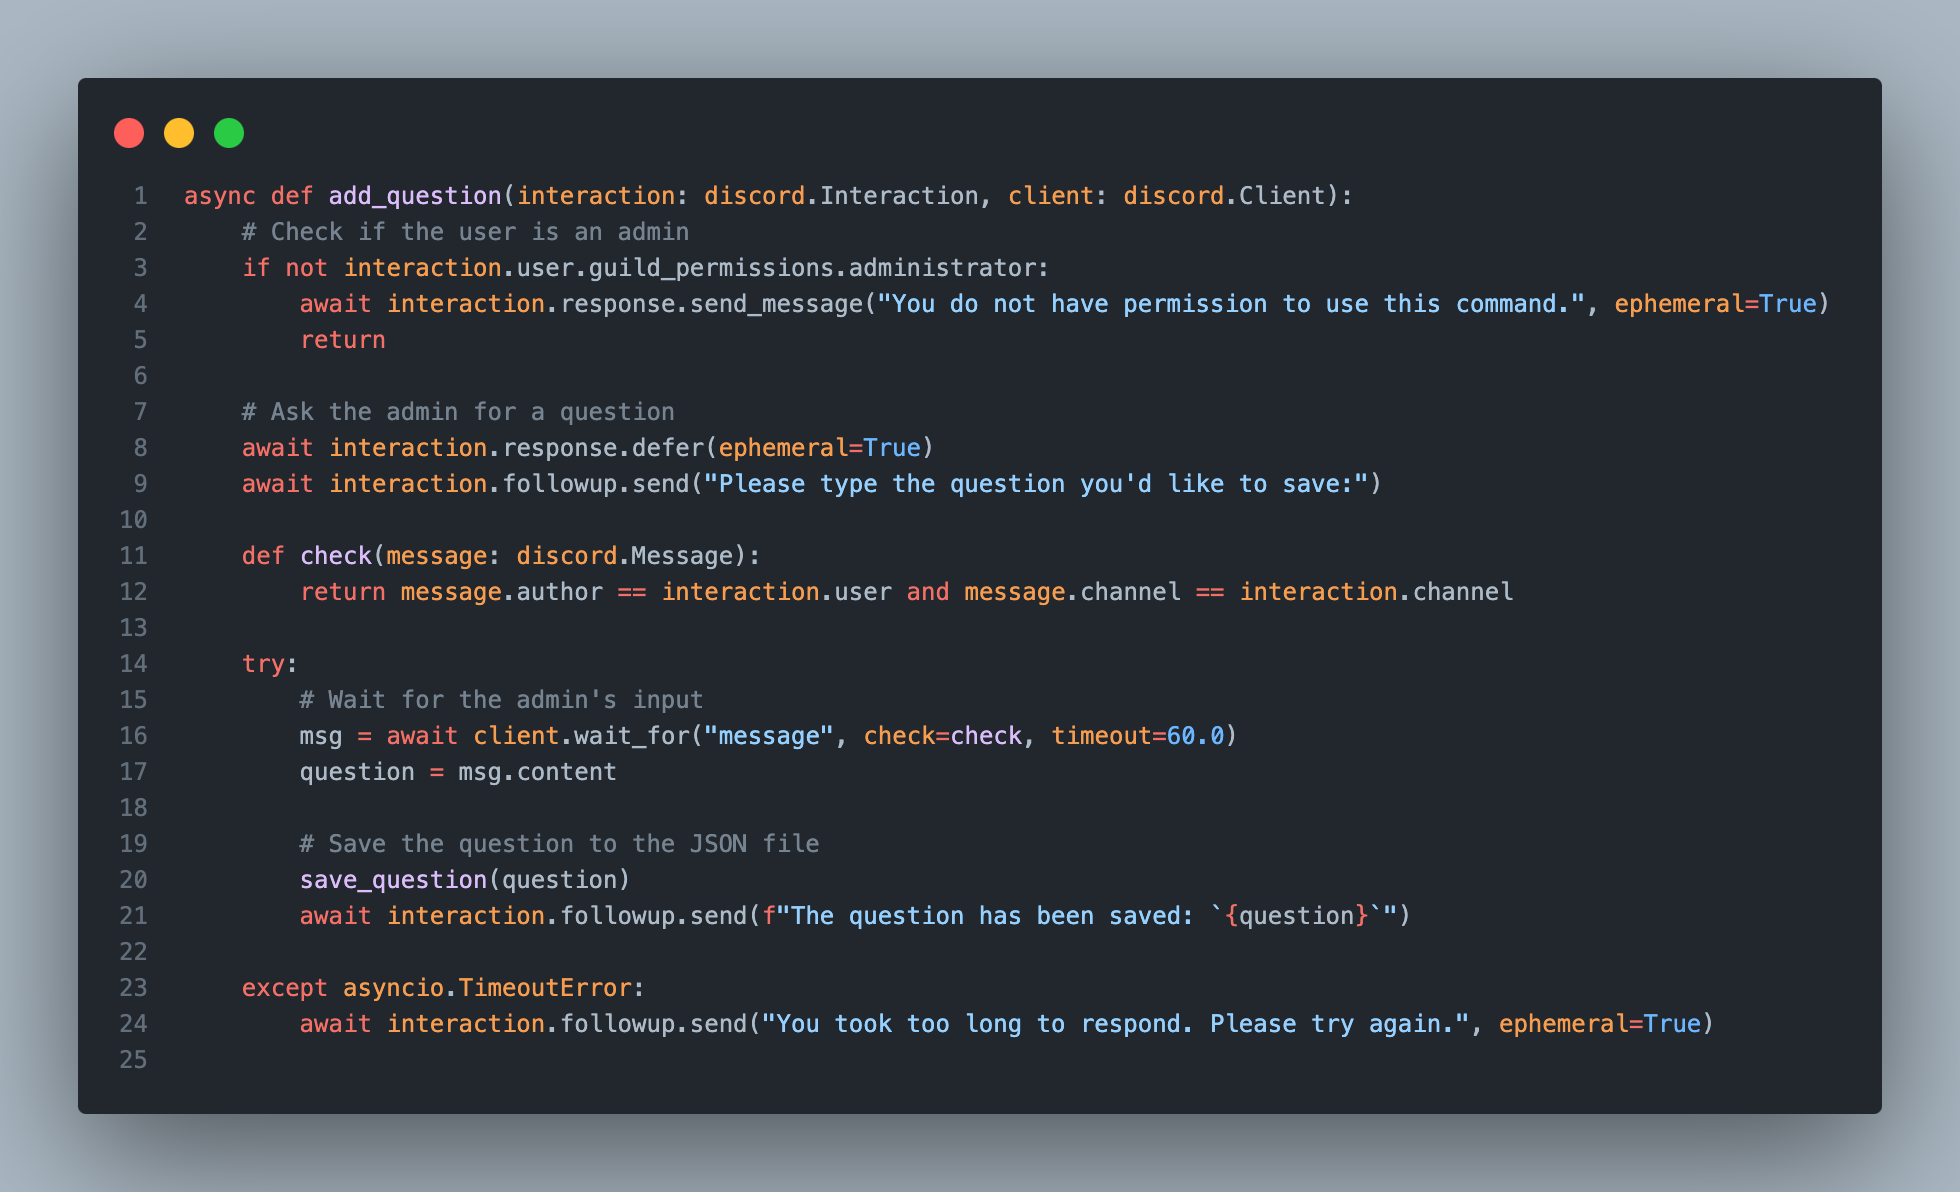 1 async def add_question(interaction: discord.Interaction, client: discord.Client):
2     # Check if the user is an admin
3     if not interaction.user.guild_permissions.administrator:
4         await interaction.response.send_message("You do not have permission to use this command.", ephemeral=True)
5         return
6
7     # Ask the admin for a question
8     await interaction.response.defer(ephemeral=True)
9     await interaction.followup.send("Please type the question you'd like to save:")
10
11     def check(message: discord.Message):
12         return message.author == interaction.user and message.channel == interaction.channel
13
14     try:
15         # Wait for the admin's input
16         msg = await client.wait_for("message", check=check, timeout=60.0)
17         question = msg.content
18
19         # Save the question to the JSON file
20         save_question(question)
21         await interaction.followup.send(f"The question has been saved: `{question}`")
22
23     except asyncio.TimeoutError:
24         await interaction.followup.send("You took too long to respond. Please try again.", ephemeral=True)
25